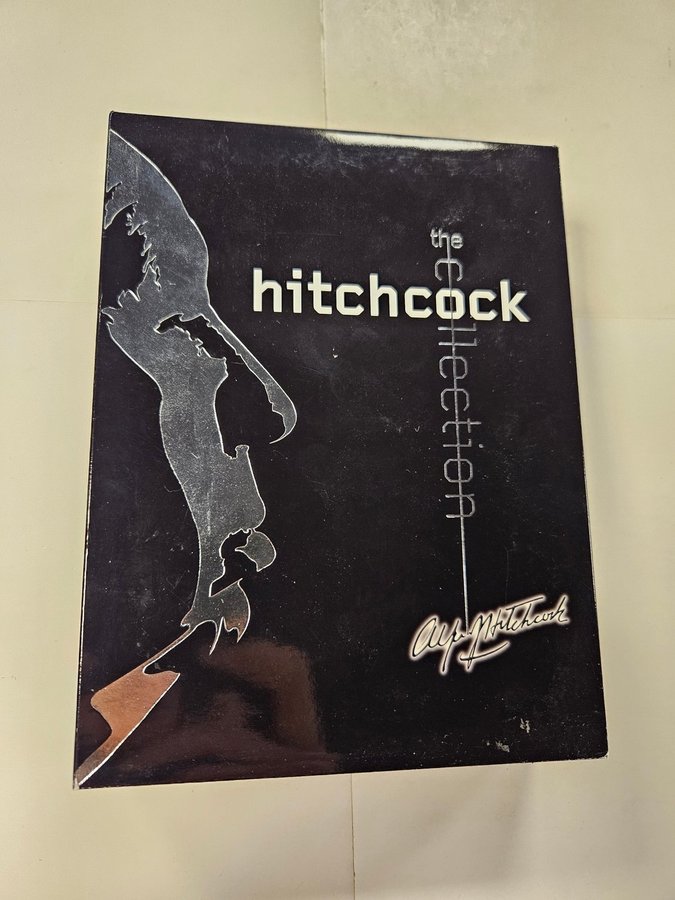 the
hitchcock
collection
Alfred Hitchcock